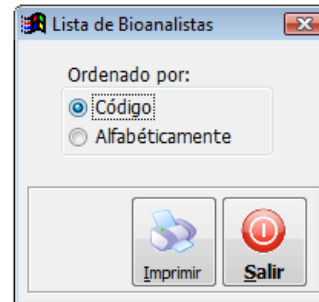 Lista de Bioanalistas
Ordenado por:
Código
Alfabéticamente
Imprimir
Salir